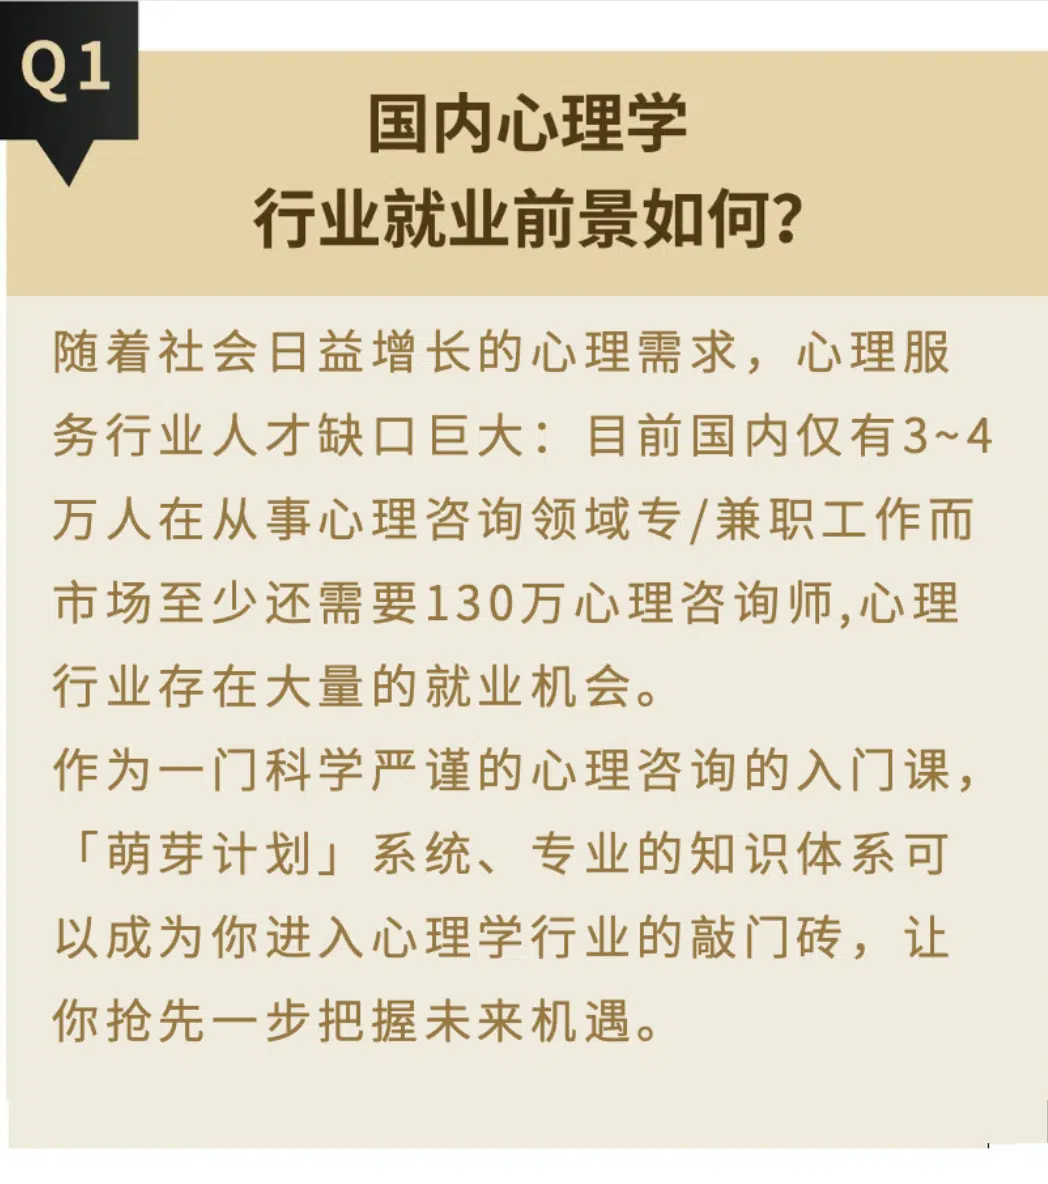 Q1
国内心理学
行业就业前景如何？
随着社会日益增长的心理需求，心理服
务行业人才缺口巨大：目前国内仅有3~4
万人在从事心理咨询领域专/兼职工作而
市场至少还需要130万心理咨询师,心理
行业存在大量的就业机会。
作为一门科学严谨的心理咨询的入门课，
「萌芽计划」系统、专业的知识体系可
以成为你进入心理学行业的敲门砖，让
你抢先一步把握未来机遇。